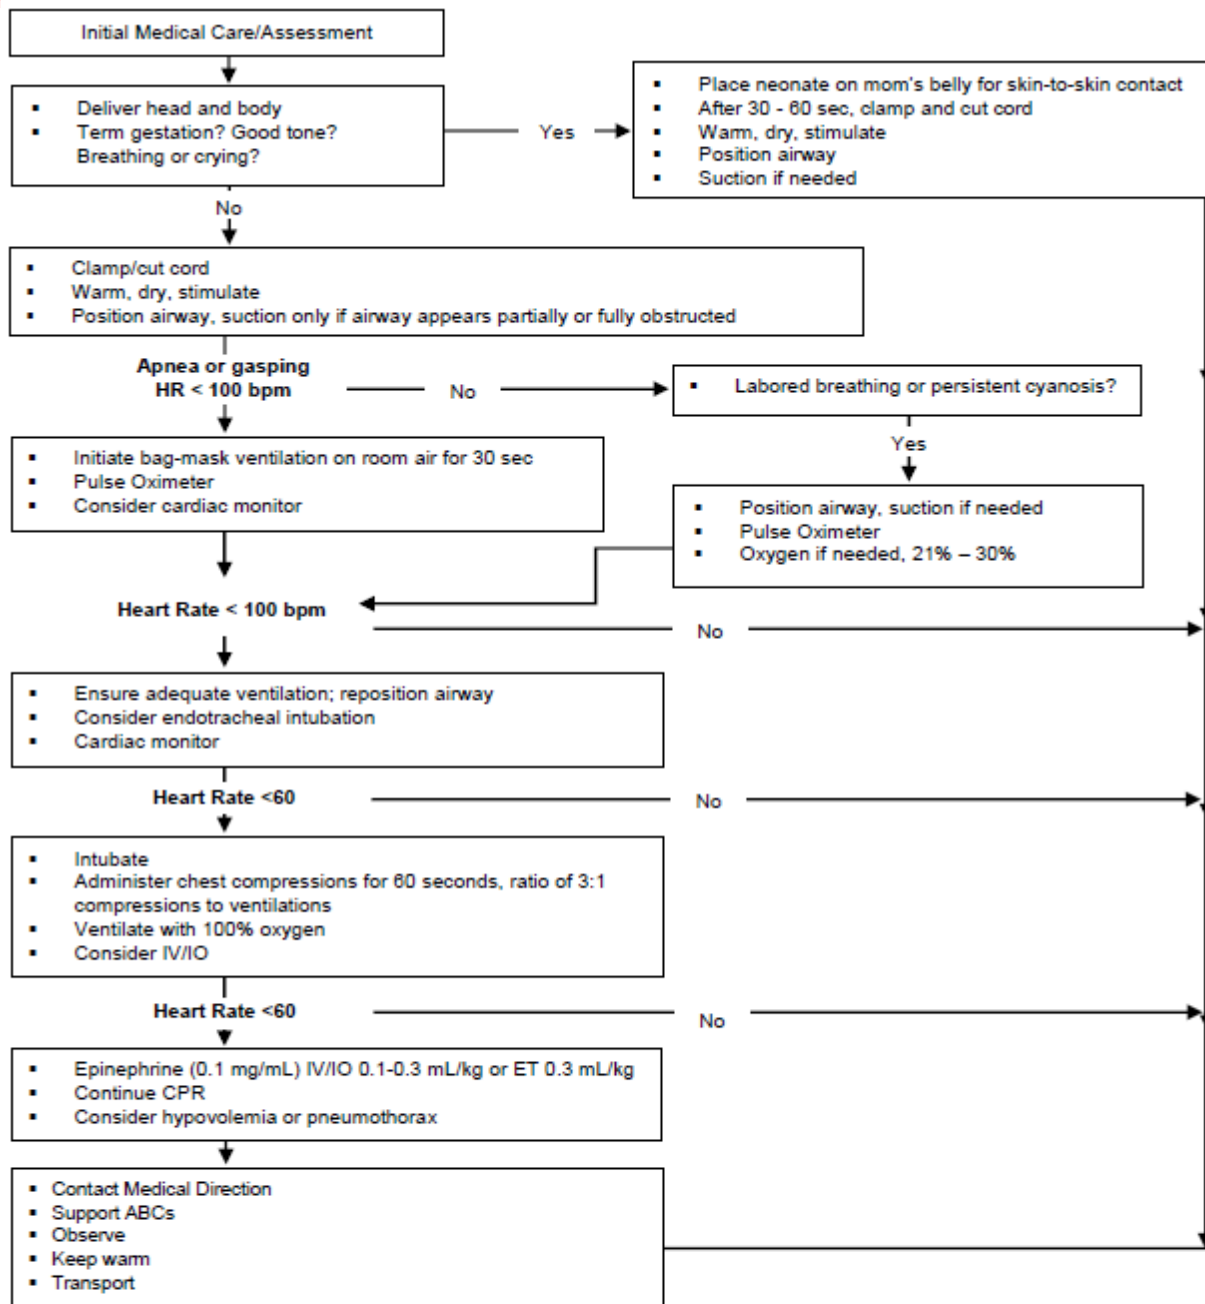 Initial Medical Care/Assessment
▪ Deliver head and body
▪ Term gestation? Good tone?
Breathing or crying?
Yes
▪ Place neonate on mom's belly for skin-to-skin contact
▪ After 30 - 60 sec, clamp and cut cord
▪ Warm, dry, stimulate
▪ Position airway
▪ Suction if needed
No
▪ Clamp/cut cord
▪ Warm, dry, stimulate
▪ Position airway, suction only if airway appears partially or fully obstructed
Apnea or gasping
HR < 100 bpm
No
▪ Labored breathing or persistent cyanosis?
Yes
▪ Initiate bag-mask ventilation on room air for 30 sec
▪ Pulse Oximeter
▪ Consider cardiac monitor
▪ Position airway, suction if needed
▪ Pulse Oximeter
▪ Oxygen if needed, 21% – 30%
Heart Rate < 100 bpm
No
▪ Ensure adequate ventilation; reposition airway
▪ Consider endotracheal intubation
▪ Cardiac monitor
Heart Rate <60
No
▪ Intubate
▪ Administer chest compressions for 60 seconds, ratio of 3:1
compressions to ventilations
▪ Ventilate with 100% oxygen
▪ Consider IV/IO
Heart Rate <60
No
▪ Epinephrine (0.1 mg/mL) IV/IO 0.1-0.3 mL/kg or ET 0.3 mL/kg
▪ Continue CPR
▪ Consider hypovolemia or pneumothorax
▪ Contact Medical Direction
▪ Support ABCs
▪ Observe
▪ Keep warm
▪ Transport